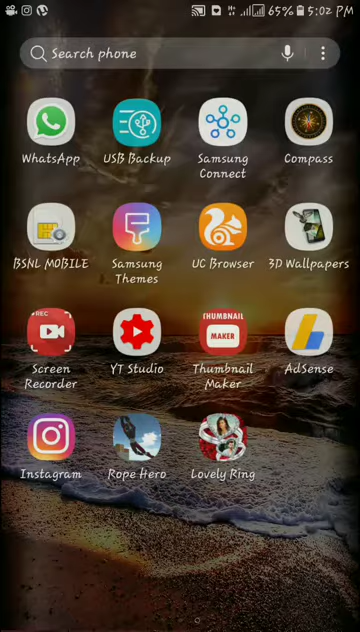 65% 5:02 PM
Search phone
WhatsApp
USB Backup
Samsung
Connect
Compass
BSNL MOBILE
Samsung
Themes
UC Browser
3D Wallpapers
REC
Screen
Recorder
YT Studio
THUMBNAIL
MAKER
Thumbnail
Maker
AdSense
Instagram
Rope Hero
Lovely Ring